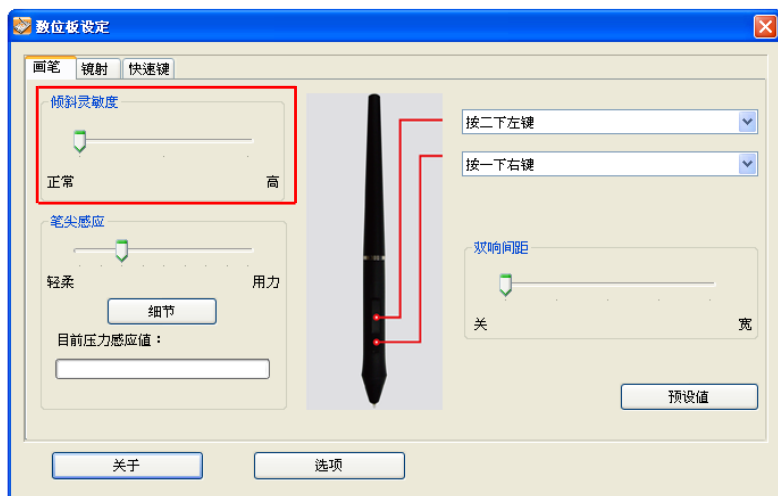 数位板设定
画笔 镜射 快速键
倾斜灵敏度
正常 高
笔尖感应
轻柔 用力
细节
目前压力感应値：
按二下左键
按一下右键
双响间距
关 宽
预设値
关于 选项